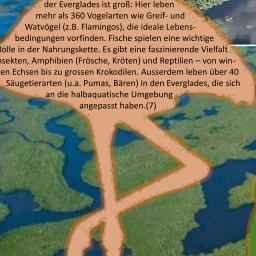 der Everglades ist groß: Hier leben
mehr als 360 Vogelarten wie Greif- und
Watvögel (z.B. Flamingos), die ideale Lebens-
bedingungen vorfinden. Fische spielen eine wichtige
Rolle in der Nahrungskette. Es gibt eine faszinierende Vielfalt
nsekten, Amphibien (Frösche, Kröten) und Reptilien – von win-
en Echsen bis zu grossen Krokodilen. Ausserdem leben über 40
Säugetierarten (u.a. Pumas, Bären) in den Everglades, die sich
an die halbaquatische Umgebung
angepasst haben.(7)